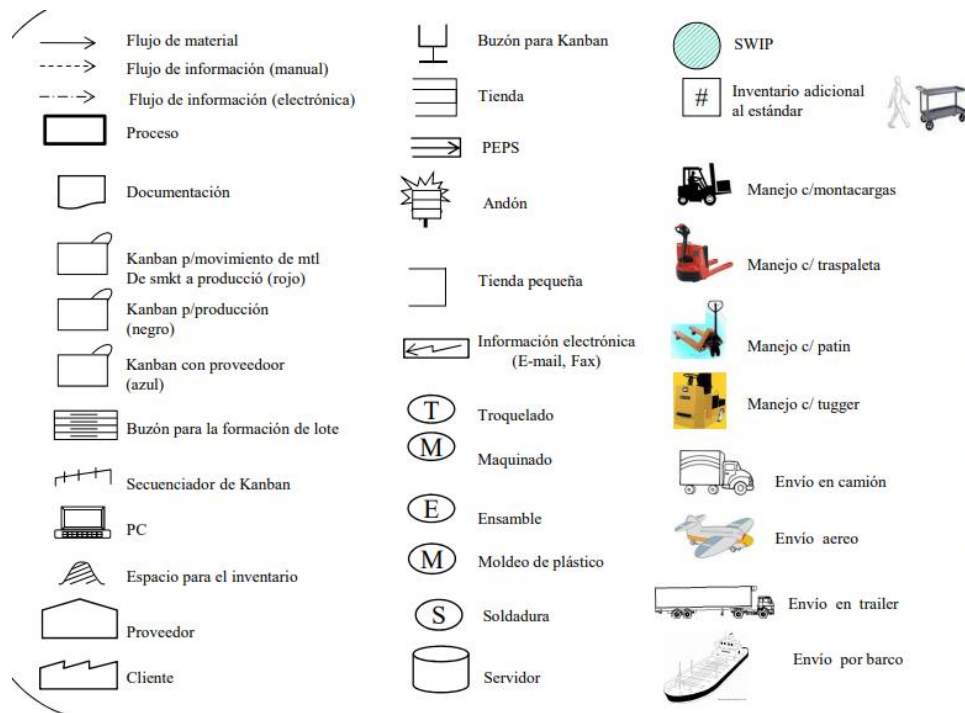 Flujo de material
Flujo de información (manual)
Flujo de información (electrónica)
Proceso
Documentación
Kanban p/movimiento de mtl
De smkt a producció (rojo)
Kanban p/producción
(negro)
Kanban con proveedoor
(azul)
Buzón para la formación de lote
Secuenciador de Kanban
PC
Espacio para el inventario
Proveedor
Cliente
Buzón para Kanban
Tienda
PEPS
Andón
Tienda pequeña
Información electrónica
(E-mail, Fax)
T Troquelado
M Maquinado
E Ensamble
M Moldeo de plástico
S Soldadura
Servidor
SWIP
# Inventario adicional
al estándar
Manejo c/montacargas
Manejo c/ traspaleta
Manejo c/ patin
Manejo c/ tugger
Envío en camión
Envío aereo
Envío en trailer
Envío por barco